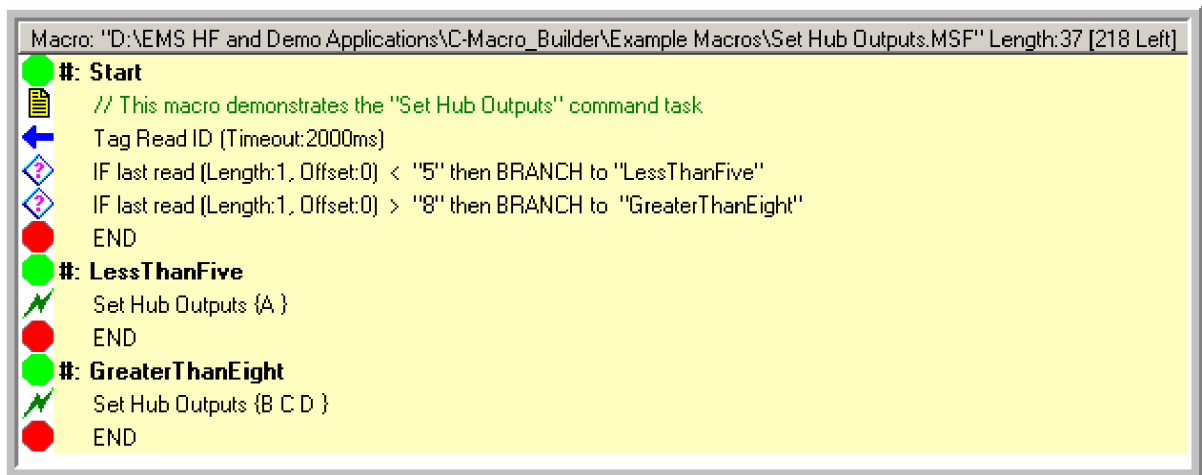 Macro: "D:\EMS HF and Demo Applications\C-Macro_Builder\Example Macros\Set Hub Outputs.MSF" Length:37 [218 Left]
#: Start
// This macro demonstrates the "Set Hub Outputs" command task
Tag Read ID (Timeout:2000ms)
? IF last read (Length:1, Offset:0) < "5" then BRANCH to "LessThanFive"
? IF last read (Length:1, Offset:0) > "8" then BRANCH to "GreaterThanEight"
END
#: LessThanFive
Set Hub Outputs {A }
END
#: GreaterThanEight
Set Hub Outputs {B C D }
END